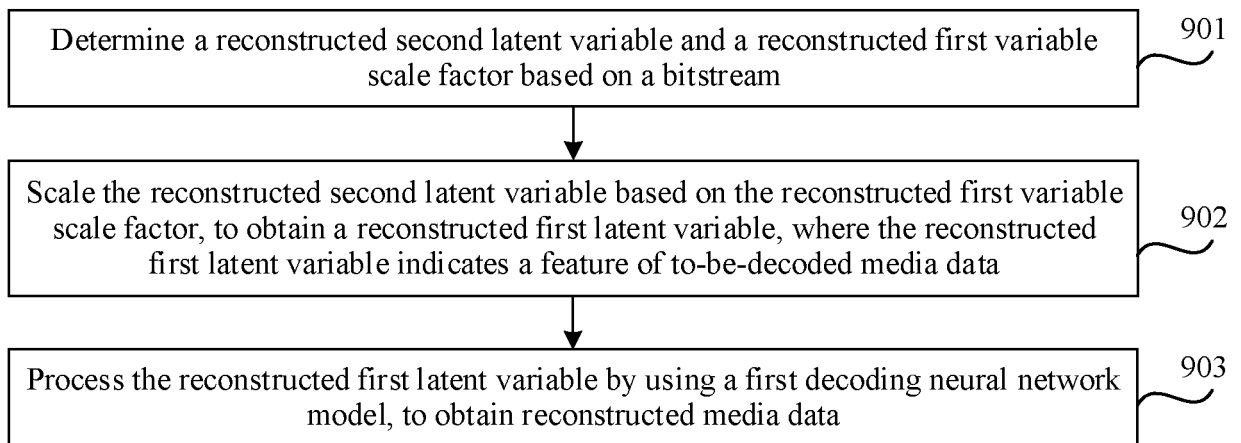 Determine a reconstructed second latent variable and a reconstructed first variable
scale factor based on a bitstream
901
Scale the reconstructed second latent variable based on the reconstructed first variable
scale factor, to obtain a reconstructed first latent variable, where the reconstructed
first latent variable indicates a feature of to-be-decoded media data
902
Process the reconstructed first latent variable by using a first decoding neural network
model, to obtain reconstructed media data
903